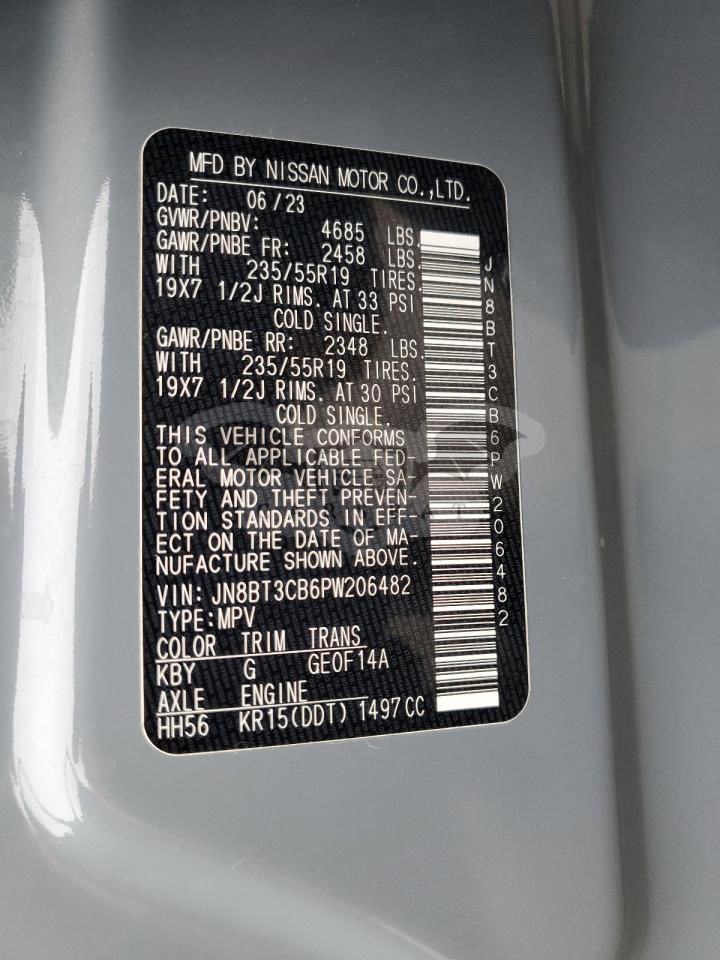 MFD BY NISSAN MOTOR CO.,LTD.
DATE: 06/23
GVWR/PNBV: 4685 LBS.
GAWR/PNBE FR: 2458 LBS.
WITH 235/55R19 TIRES.
19X7 1/2J RIMS. AT 33 PSI
COLD SINGLE.
GAWR/PNBE RR: 2348 LBS.
WITH 235/55R19 TIRES.
19X7 1/2J RIMS. AT 30 PSI
COLD SINGLE.
THIS VEHICLE CONFORMS
TO ALL APPLICABLE FED-
ERAL MOTOR VEHICLE SA-
FETY AND THEFT PREVEN-
TION STANDARDS IN EFF-
ECT ON THE DATE OF MA-
NUFACTURE SHOWN ABOVE.
VIN: JN8BT3CB6PW206482
TYPE:MPV
COLOR TRIM TRANS
KBY G GE0F14A
AXLE ENGINE
HH56 KR15(DDT) 1497CC
JN8BT3CB6PW206482